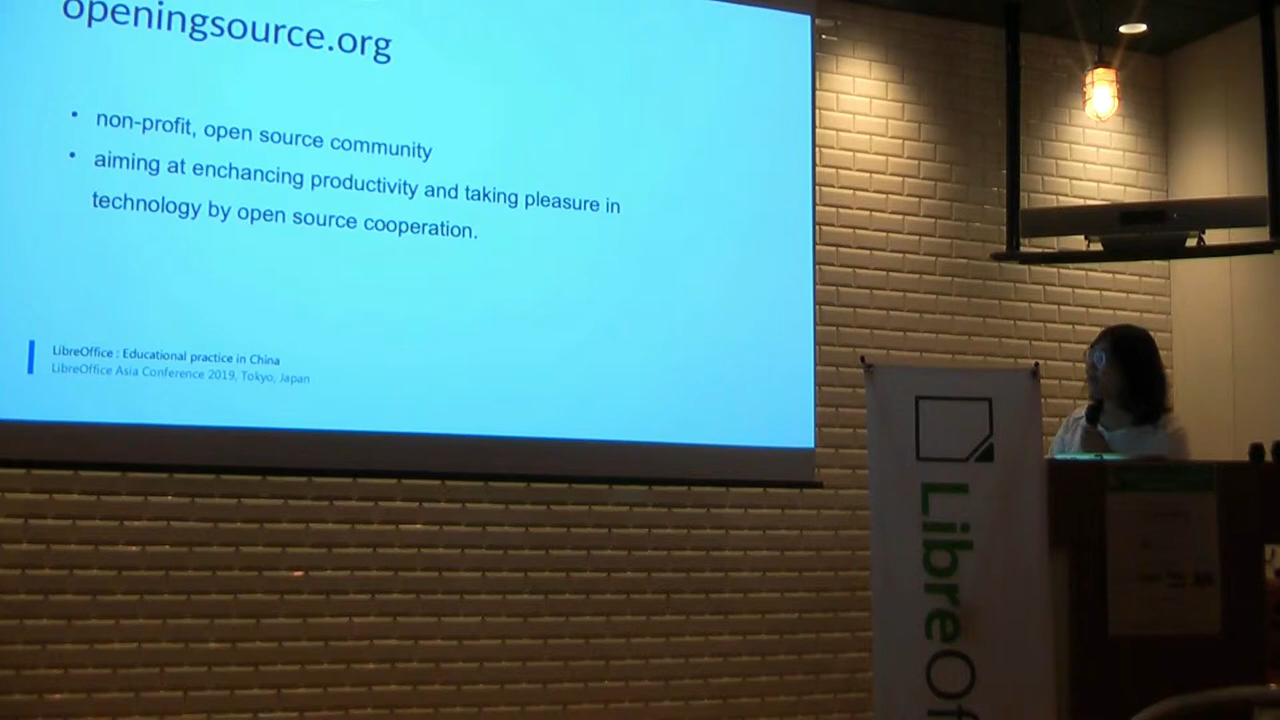 openingsource.org
• non-profit, open source community
• aiming at enchancing productivity and taking pleasure in
technology by open source cooperation.
LibreOffice : Educational practice in China
LibreOffice Asia Conference 2019, Tokyo, Japan
LibreOf